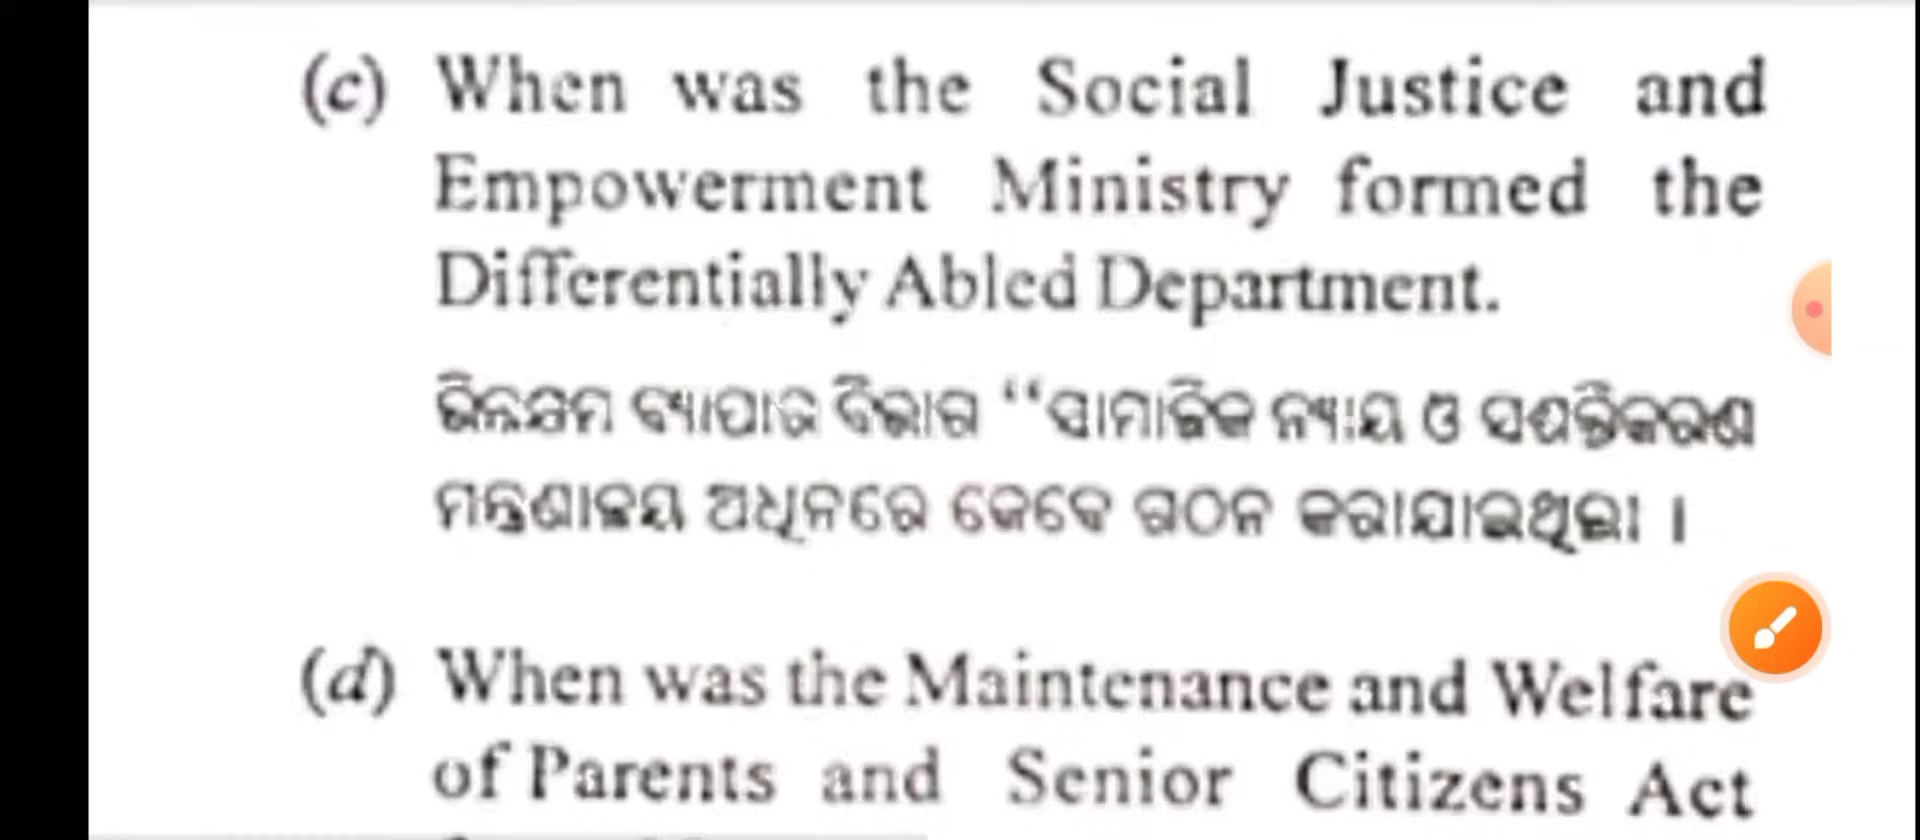 (c) When was the Social Justice and
Empowerment Ministry formed the
Differentially Abled Department.
ଭିନକ୍ଷମ ବ୍ୟାପାର ବିଭାଗ “ସାମାଜିକ ନ୍ୟାୟ ଓ ସଶକ୍ତିକରଣ
ମନ୍ତ୍ରଣାଳୟ ଅଧିନରେ କେବେ ଗଠନ କରାଯାଇଥିଲା ।
(d) When was the Maintenance and Welfare
of Parents and Senior Citizens Act